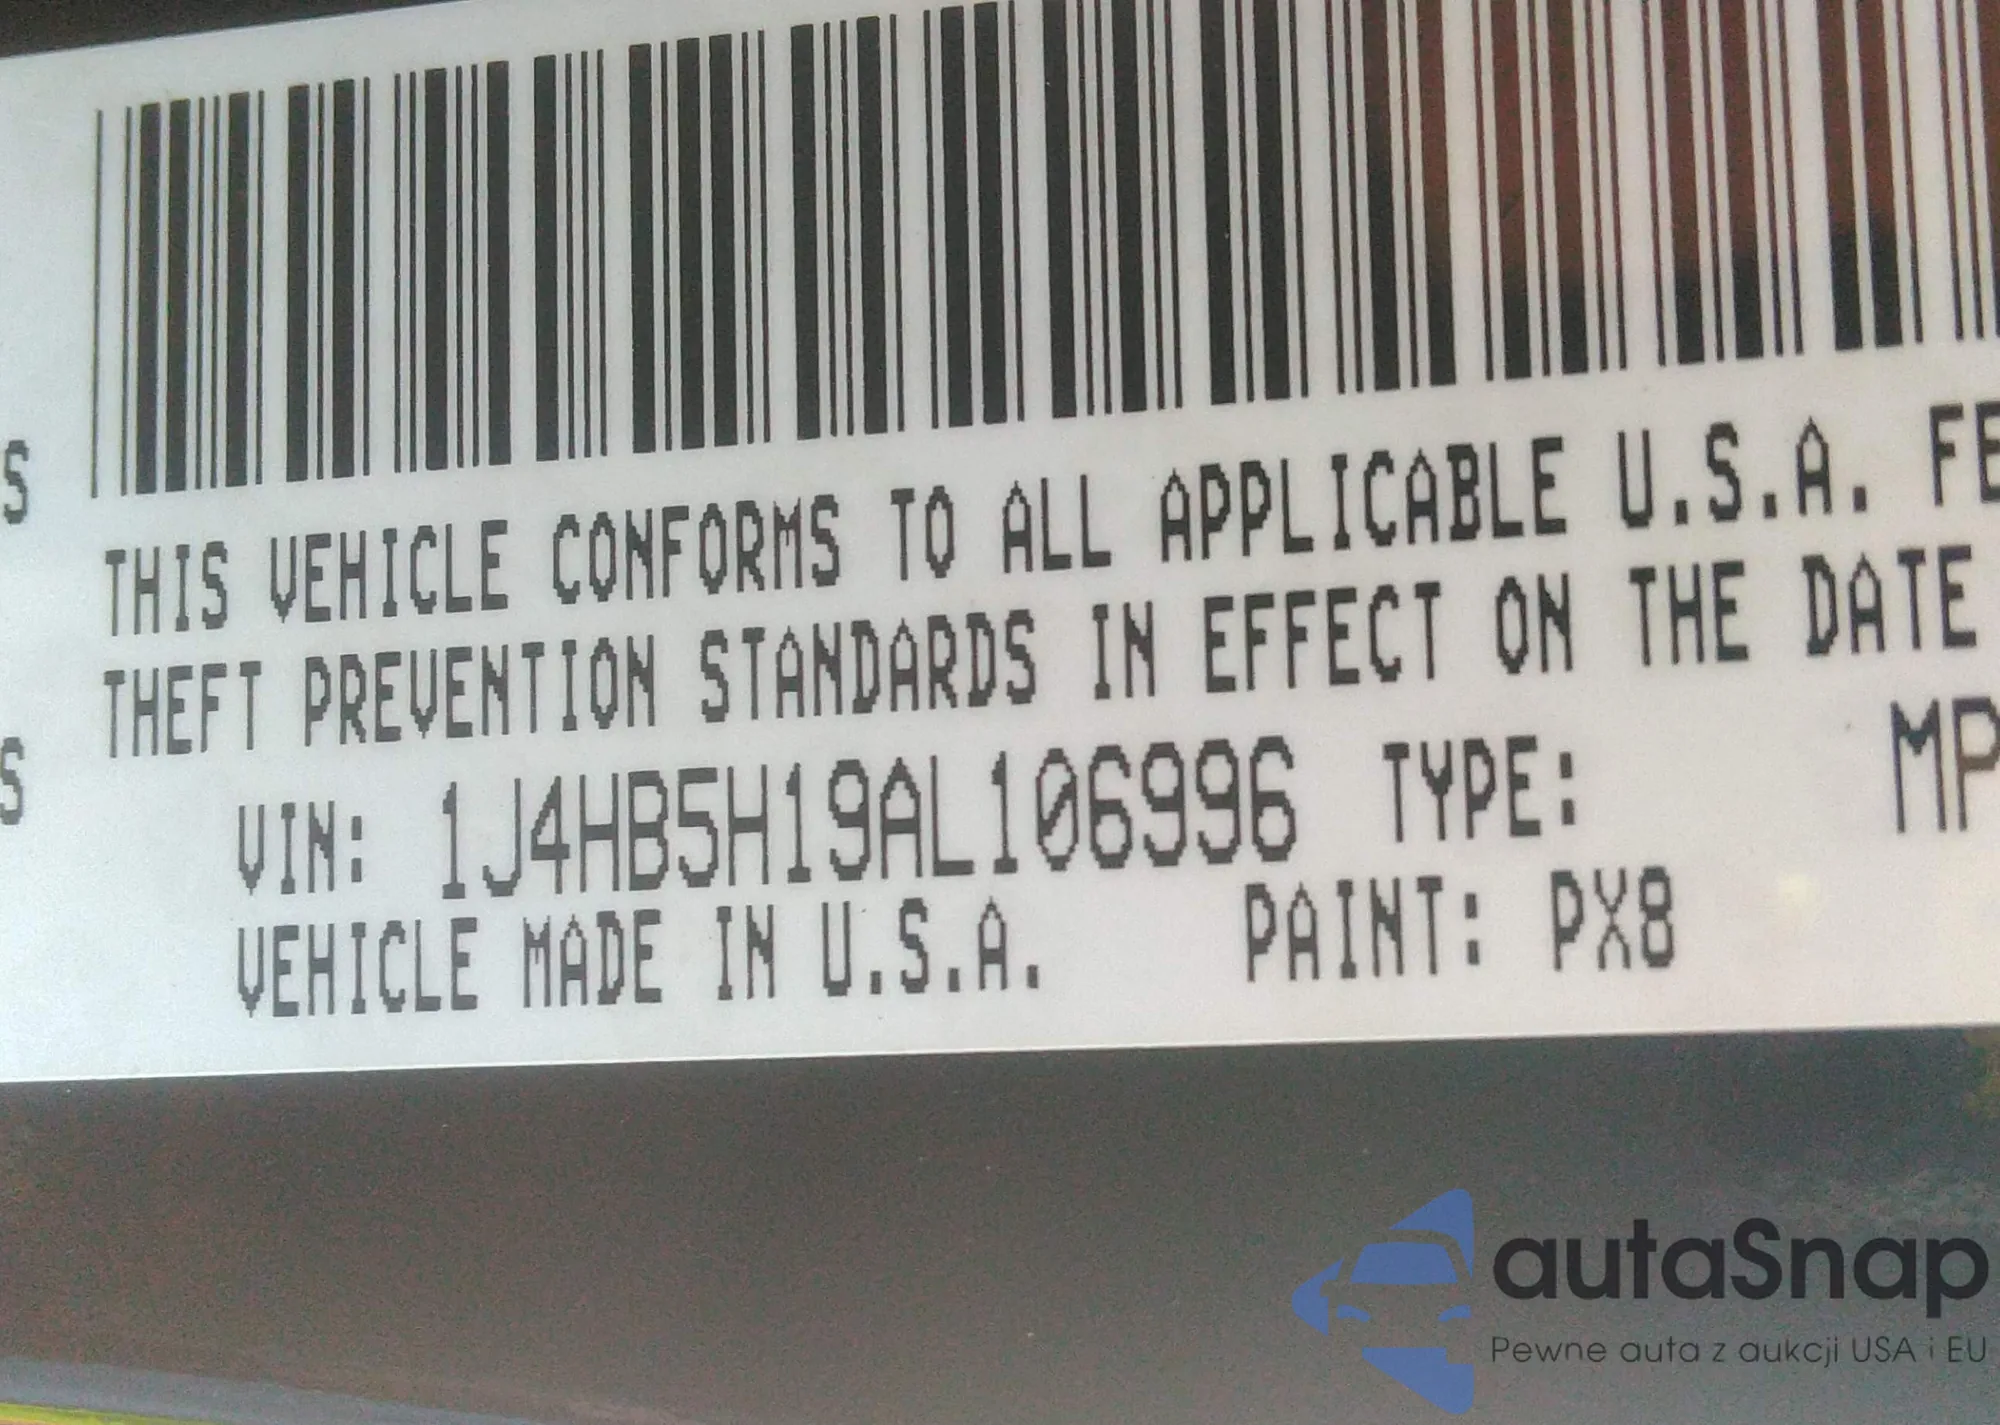 S
THIS VEHICLE CONFORMS TO ALL APPLICABLE U.S.A. FE
THEFT PREVENTION STANDARDS IN EFFECT ON THE DATE
S
VIN: 1J4HB5H19AL106996 TYPE: MP
VEHICLE MADE IN U.S.A. PAINT: PX8
autaSnap
Pewne auta z aukcji USA i EU